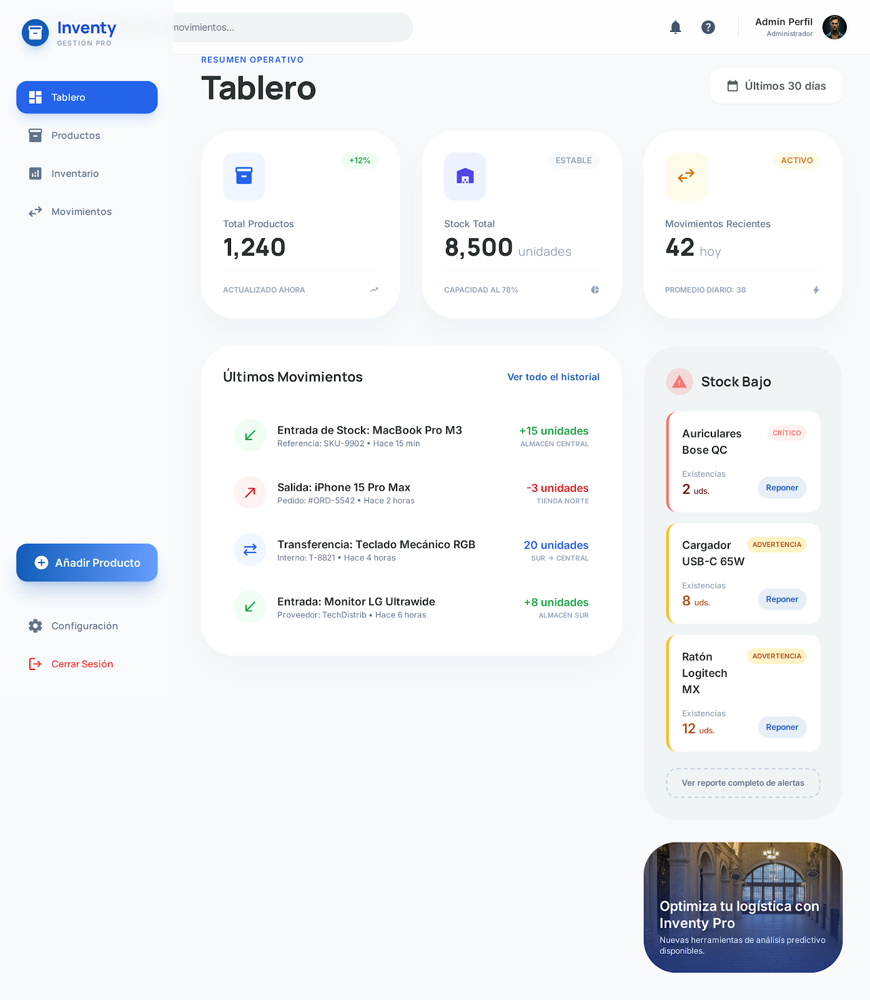 Inventy
GESTIÓN PRO
movimientos...
Admin Perfil
Administrador
Tablero
Productos
Inventario
Movimientos
Añadir Producto
Configuración
Cerrar Sesión
RESUMEN OPERATIVO
Tablero
Últimos 30 días
+12%
Total Productos
1,240
ACTUALIZADO AHORA
ESTABLE
Stock Total
8,500 unidades
CAPACIDAD AL 78%
ACTIVO
Movimientos Recientes
42 hoy
PROMEDIO DIARIO: 38
Últimos Movimientos
Ver todo el historial
Entrada de Stock: MacBook Pro M3
Referencia: SKU-9902 • Hace 15 min
+15 unidades
ALMACÉN CENTRAL
Salida: iPhone 15 Pro Max
Pedido: #ORD-5542 • Hace 2 horas
-3 unidades
TIENDA NORTE
Transferencia: Teclado Mecánico RGB
Interno: T-8821 • Hace 4 horas
20 unidades
SUR → CENTRAL
Entrada: Monitor LG Ultrawide
Proveedor: TechDistrib • Hace 6 horas
+8 unidades
ALMACÉN SUR
Stock Bajo
Auriculares
Bose QC
CRÍTICO
Existencias
2 uds.
Reponer
Cargador
USB-C 65W
ADVERTENCIA
Existencias
8 uds.
Reponer
Ratón
Logitech
MX
ADVERTENCIA
Existencias
12 uds.
Reponer
Ver reporte completo de alertas
Optimiza tu logística con
Inventy Pro
Nuevas herramientas de análisis predictivo
disponibles.